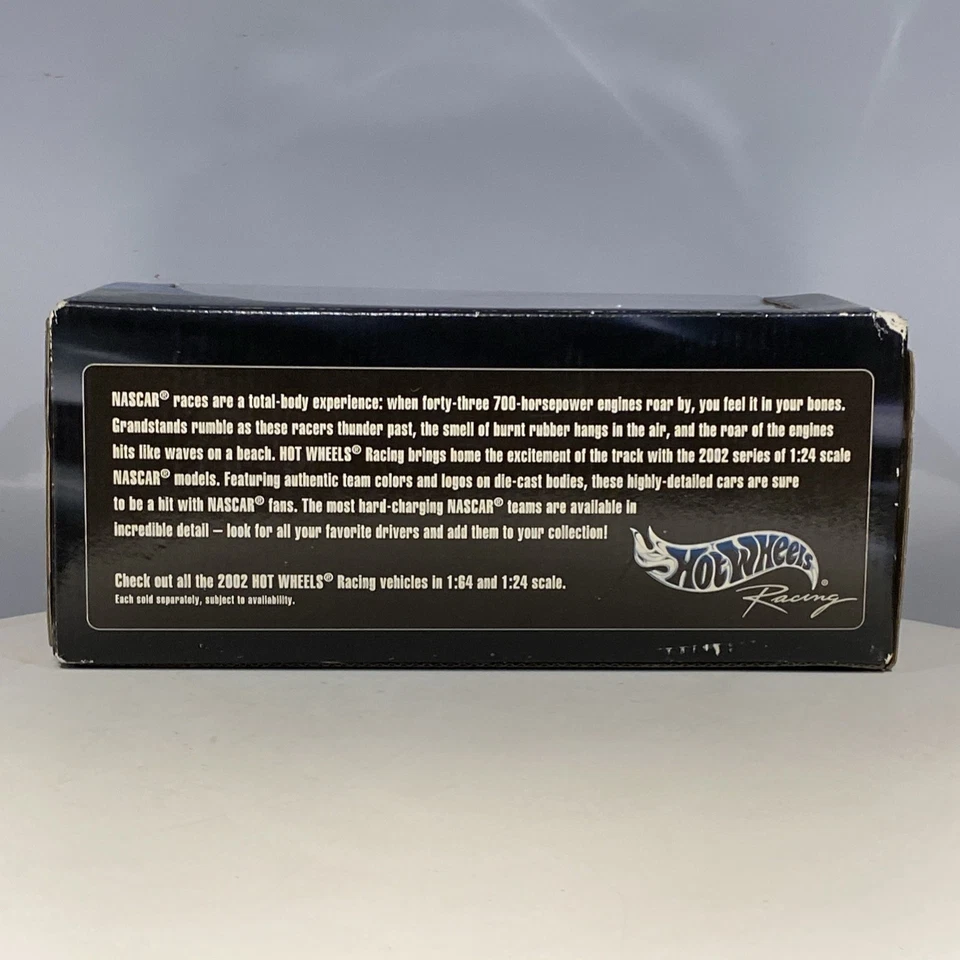 NASCAR® races are a total-body experience: when forty-three 700-horsepower engines roar by, you feel it in your bones.
Grandstands rumble as these racers thunder past, the smell of burnt rubber hangs in the air, and the roar of the engines
hits like waves on a beach. HOT WHEELS® Racing brings home the excitement of the track with the 2002 series of 1:24 scale
NASCAR® models. Featuring authentic team colors and logos on die-cast bodies, these highly-detailed cars are sure
to be a hit with NASCAR® fans. The most hard-charging NASCAR® teams are available in
incredible detail – look for all your favorite drivers and add them to your collection!
HOT WHEELS®
Racing
Check out all the 2002 HOT WHEELS® Racing vehicles in 1:64 and 1:24 scale.
Each sold separately, subject to availability.